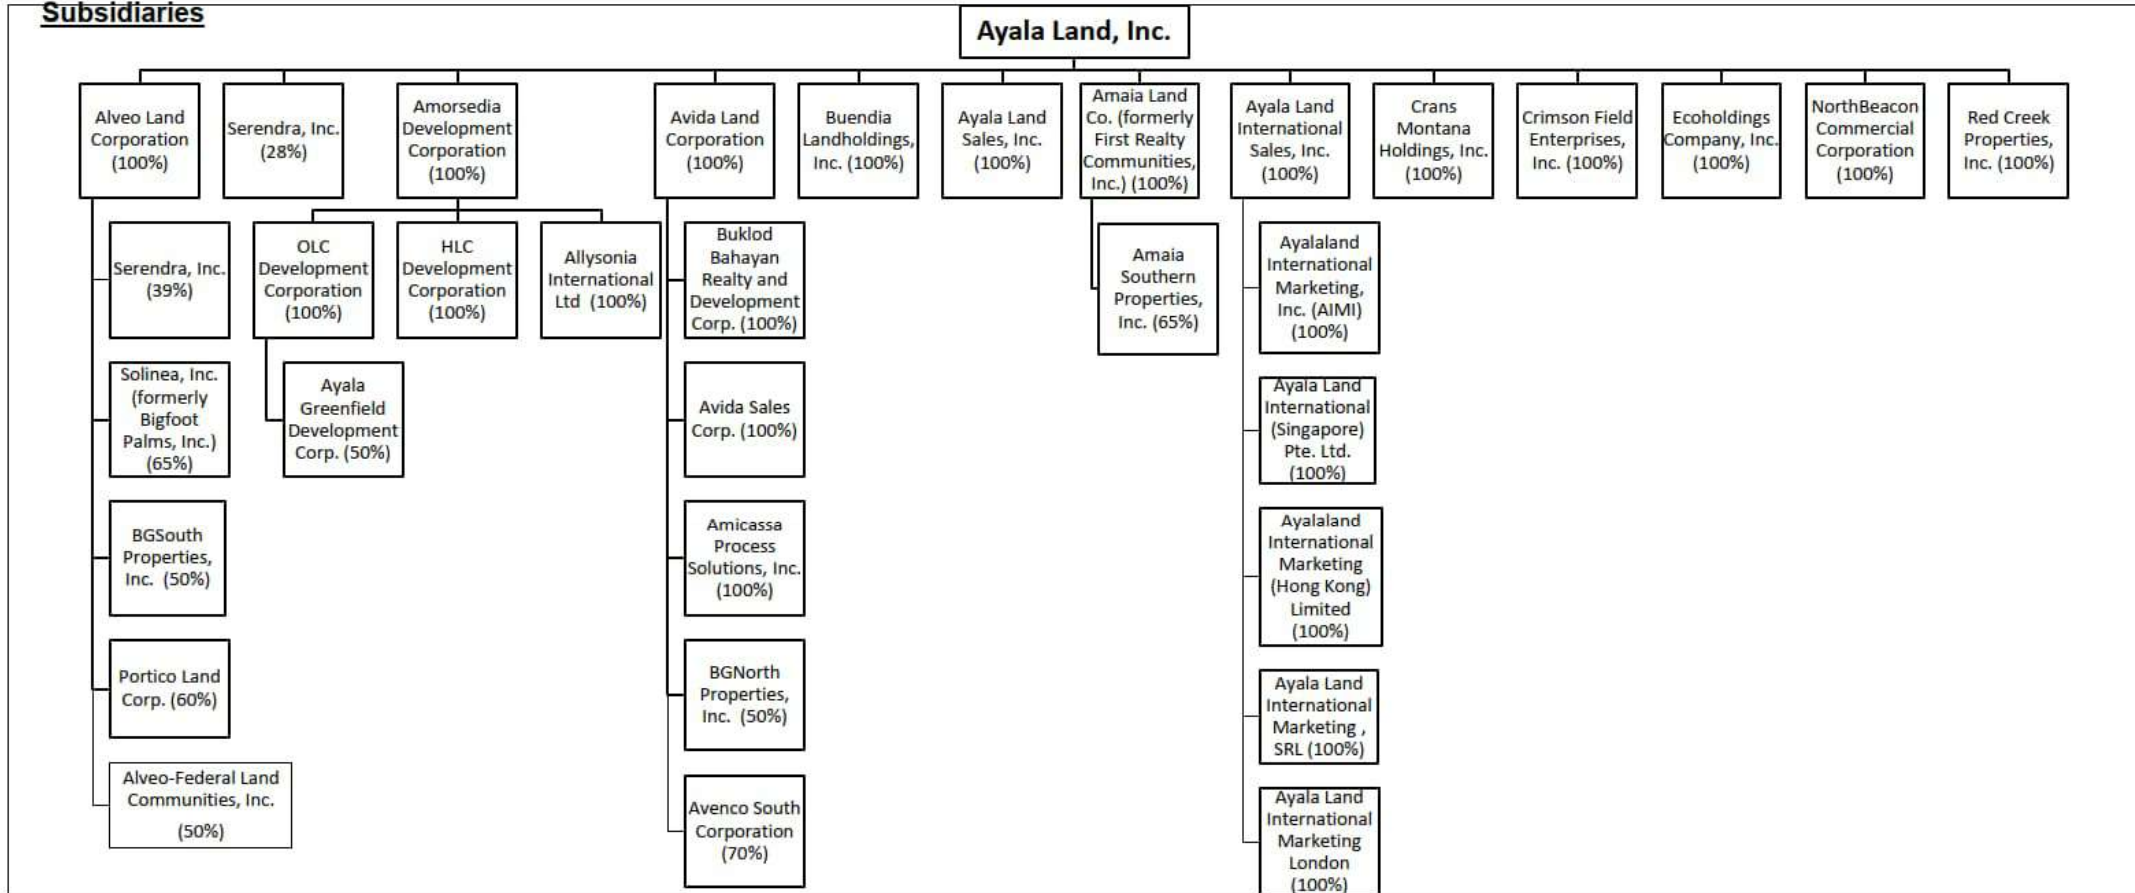 Subsidiaries
Ayala Land, Inc.
Alveo Land
Corporation
(100%)
Serendra, Inc.
(28%)
Amorsedia
Development
Corporation
(100%)
Avida Land
Corporation
(100%)
Buendia
Landholdings,
Inc. (100%)
Ayala Land
Sales, Inc.
(100%)
Amaia Land
Co. (formerly
First Realty
Communities,
Inc.) (100%)
Ayala Land
International
Sales, Inc.
(100%)
Crans
Montana
Holdings, Inc.
(100%)
Crimson Field
Enterprises,
Inc. (100%)
Ecoholdings
Company, Inc.
(100%)
NorthBeacon
Commercial
Corporation
(100%)
Red Creek
Properties,
Inc. (100%)
Serendra, Inc.
(39%)
OLC
Development
Corporation
(100%)
HLC
Development
Corporation
(100%)
Allysonia
International
Ltd (100%)
Buklod
Bahayan
Realty and
Development
Corp. (100%)
Amaia
Southern
Properties,
Inc. (65%)
Ayalaland
International
Marketing,
Inc. (AIMI)
(100%)
Solinea, Inc.
(formerly
Bigfoot
Palms, Inc.)
(65%)
Ayala
Greenfield
Development
Corp. (50%)
Avida Sales
Corp. (100%)
Ayala Land
International
(Singapore)
Pte. Ltd.
(100%)
BGSouth
Properties,
Inc. (50%)
Amicassa
Process
Solutions, Inc.
(100%)
Ayalaland
International
Marketing
(Hong Kong)
Limited
(100%)
Portico Land
Corp. (60%)
BGNorth
Properties,
Inc. (50%)
Ayala Land
International
Marketing ,
SRL (100%)
Alveo-Federal Land
Communities, Inc.
(50%)
Avenco South
Corporation
(70%)
Ayala Land
International
Marketing
London
(100%)